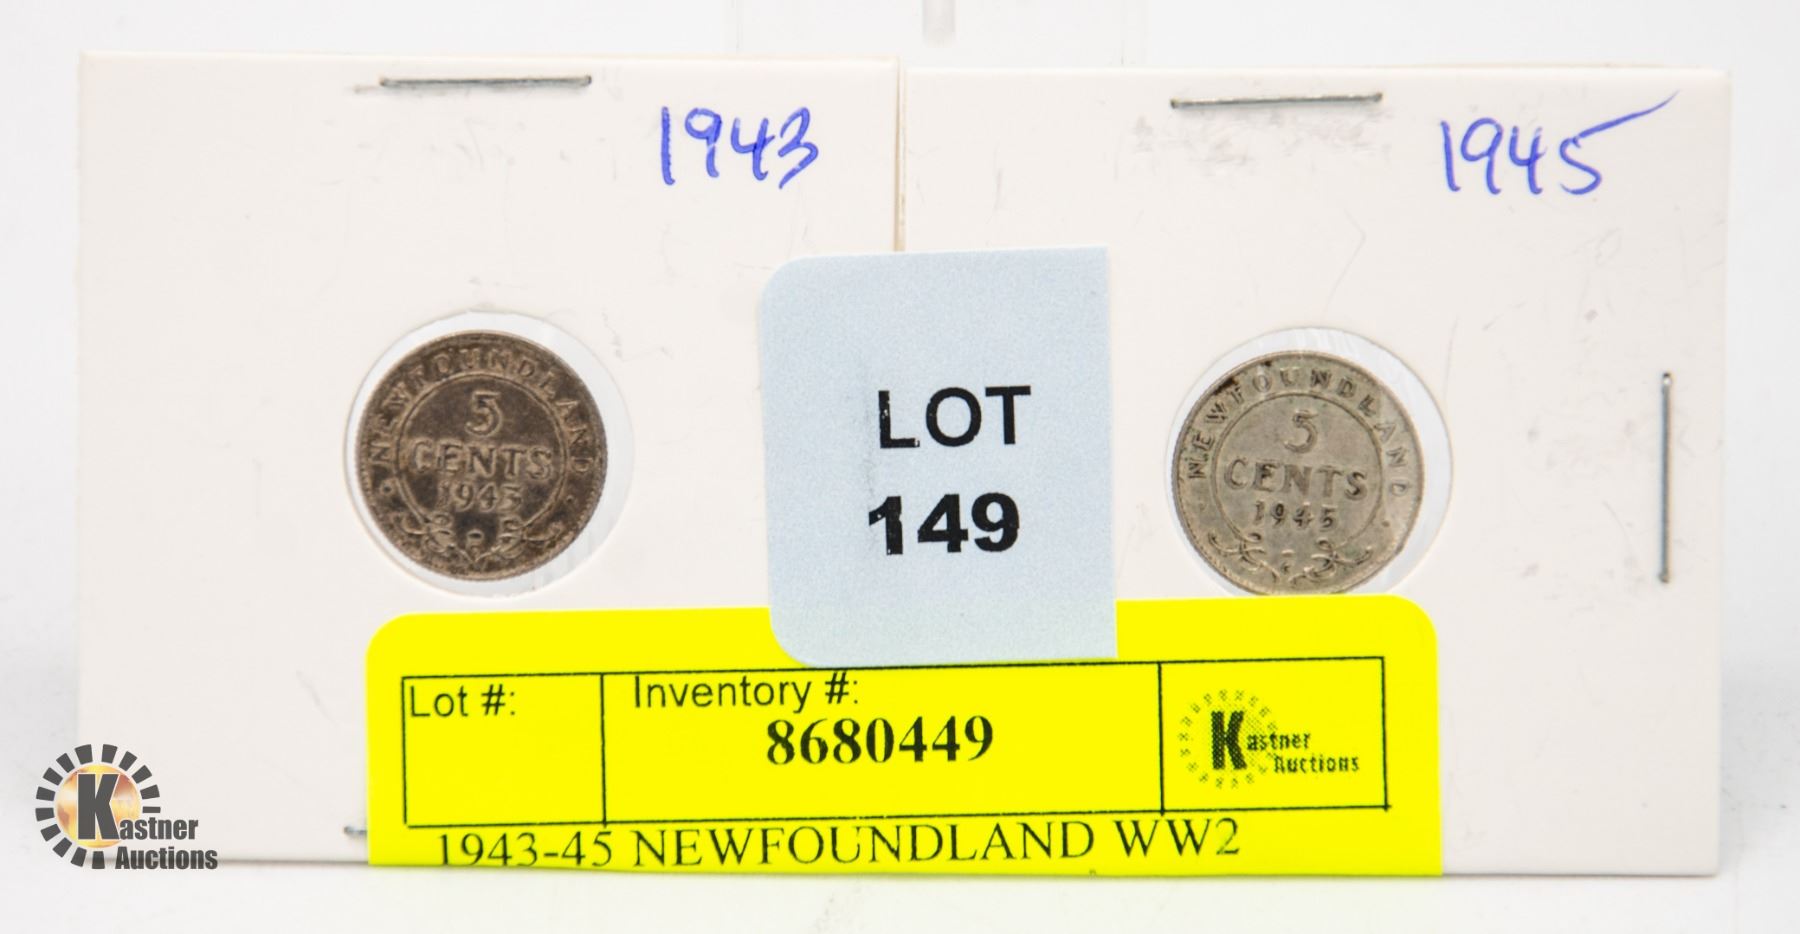 1943
1945
NEWFOUNDLAND
5
CENTS
1943
NEWFOUNDLAND
5
CENTS
1945
LOT
149
Lot #:
Inventory #:
8680449
Kastner
Auctions
1943-45 NEWFOUNDLAND WW2
Kastner
Auctions